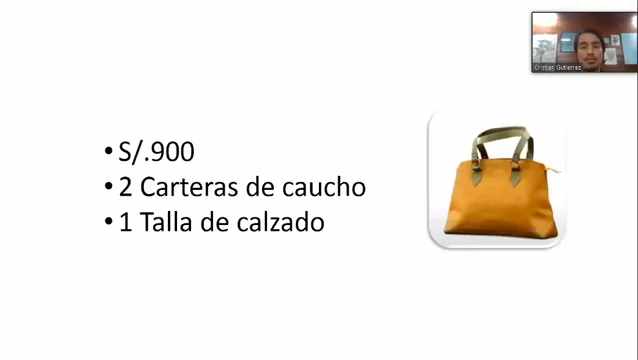 Cristian Gutierrez
• S/.900
• 2 Carteras de caucho
• 1 Talla de calzado